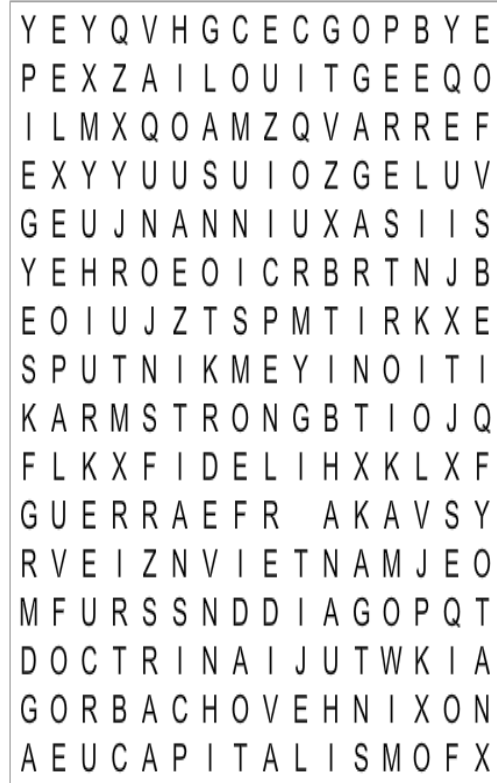 Y E Y Q V H G C E C G O P B Y E
P E X Z A I L O U I T G E E Q O
I L M X Q O A M Z Q V A R R E F
E X Y Y U U S U I O Z G E L U V
G E U J N A N N I U X A S I I S
Y E H R O E O I C R B R T N J B
E O I U J Z T S P M T I R K X E
S P U T N I K M E Y I N O I T I
K A R M S T R O N G B T I O J Q
F L K X F I D E L I H X K L X F
G U E R R A E F R A K A V S Y
R V E I Z N V I E T N A M J E O
M F U R S S N D D I A G O P Q T
D O C T R I N A I J U T W K I A
G O R B A C H O V E H N I X O N
A E U C A P I T A L I S M O F X